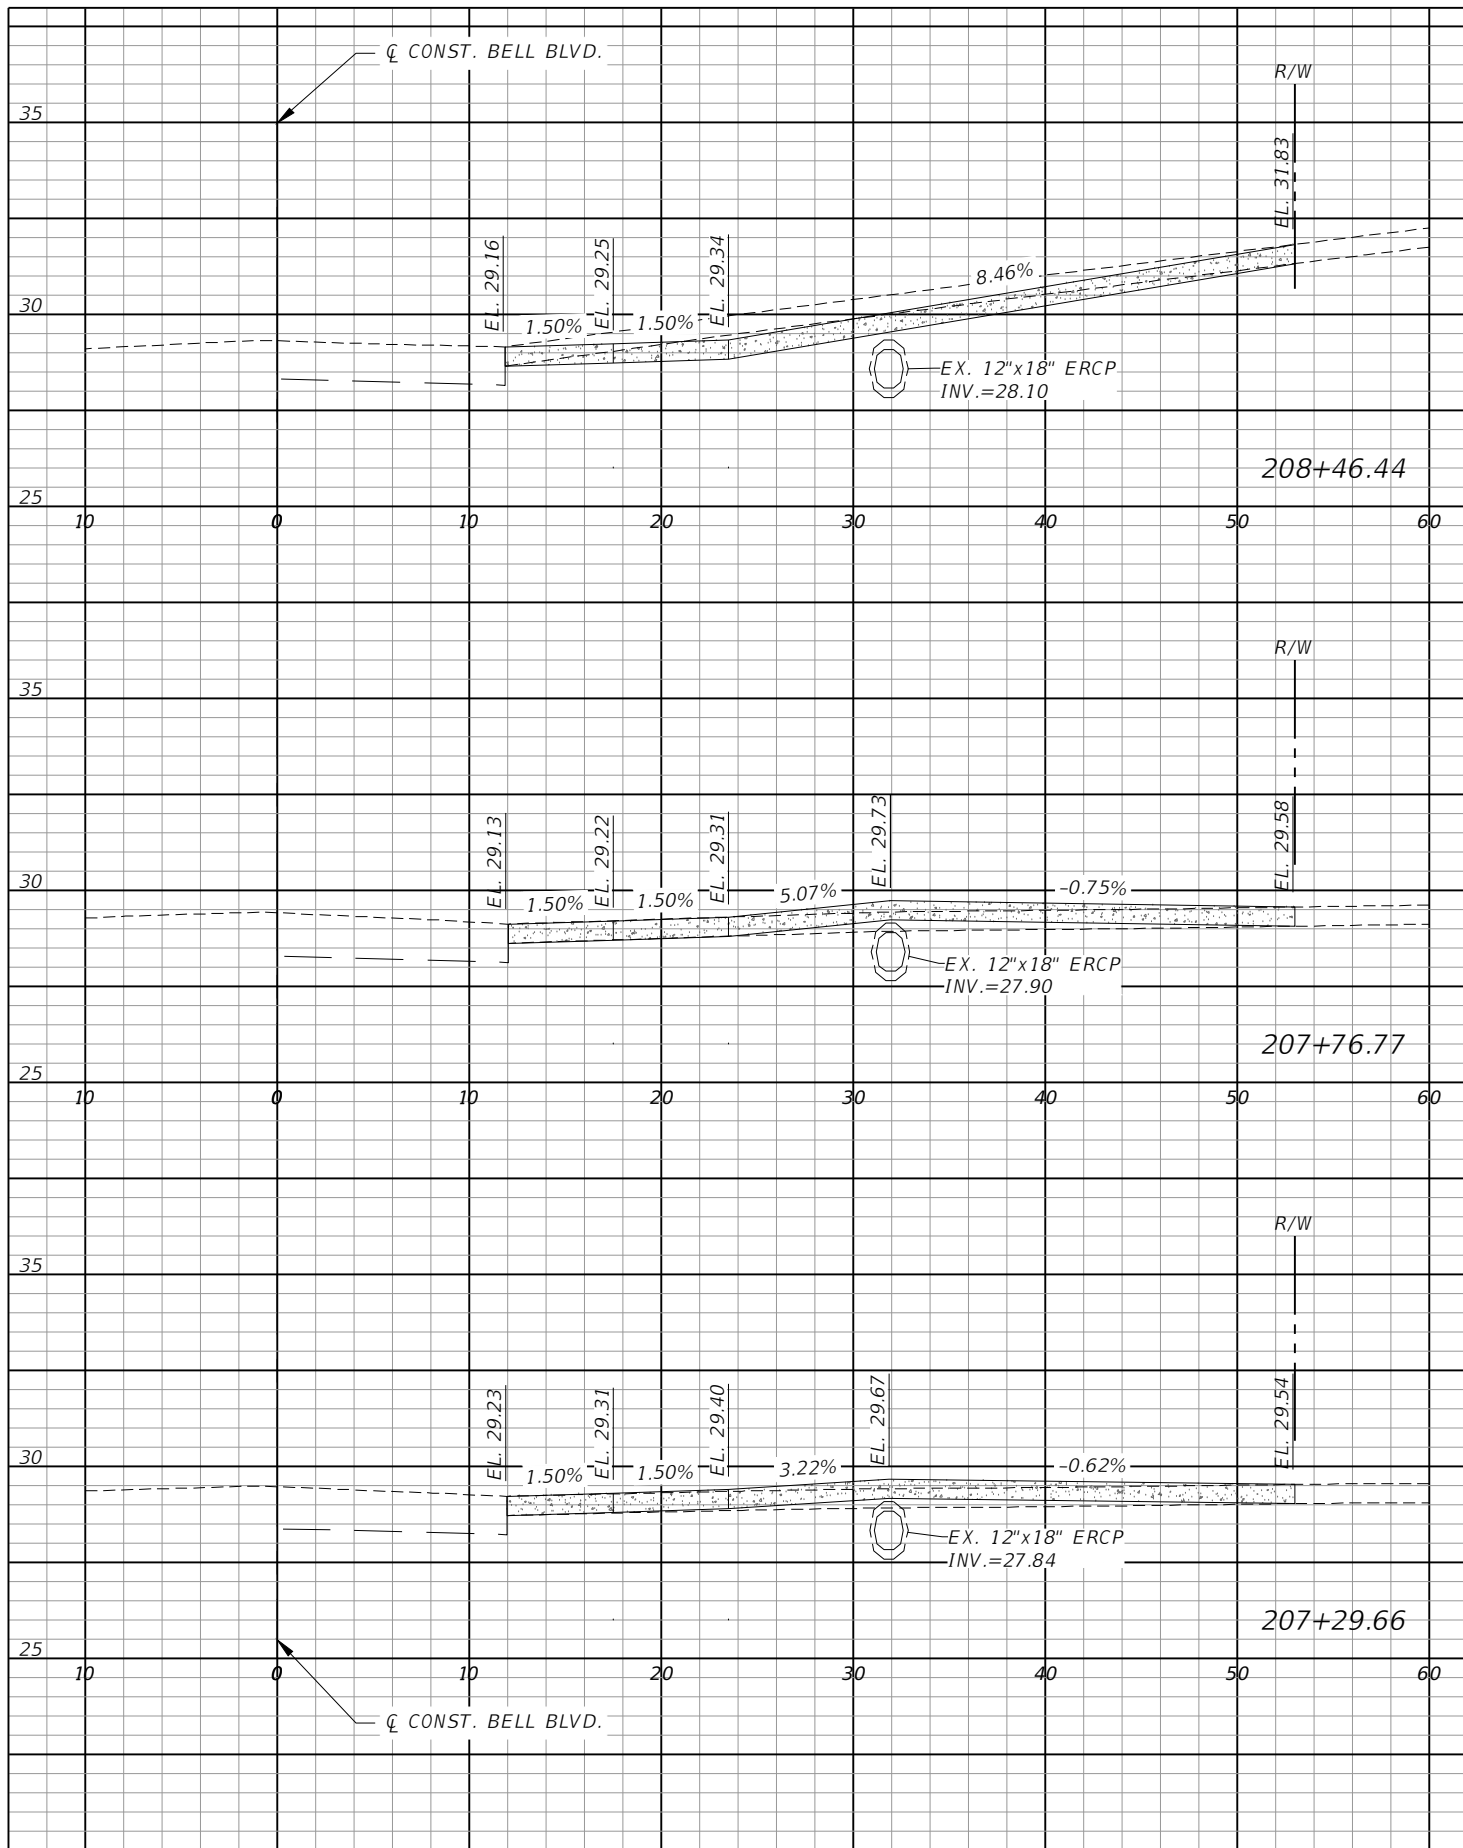 ℄ CONST. BELL BLVD.
R/W
35
EL. 31.83
EL. 29.16
EL. 29.25
EL. 29.34
8.46%
30
1.50%
1.50%
EX. 12"x18" ERCP
INV.=28.10
208+46.44
25
10 0 10 20 30 40 50 60
R/W
35
EL. 29.13
EL. 29.22
EL. 29.31
EL. 29.73
EL. 29.58
30
1.50%
1.50%
5.07%
-0.75%
EX. 12"x18" ERCP
INV.=27.90
207+76.77
25
10 0 10 20 30 40 50 60
R/W
35
EL. 29.23
EL. 29.31
EL. 29.40
EL. 29.67
EL. 29.54
30
1.50%
1.50%
3.22%
-0.62%
EX. 12"x18" ERCP
INV.=27.84
207+29.66
25
10 0 10 20 30 40 50 60
℄ CONST. BELL BLVD.